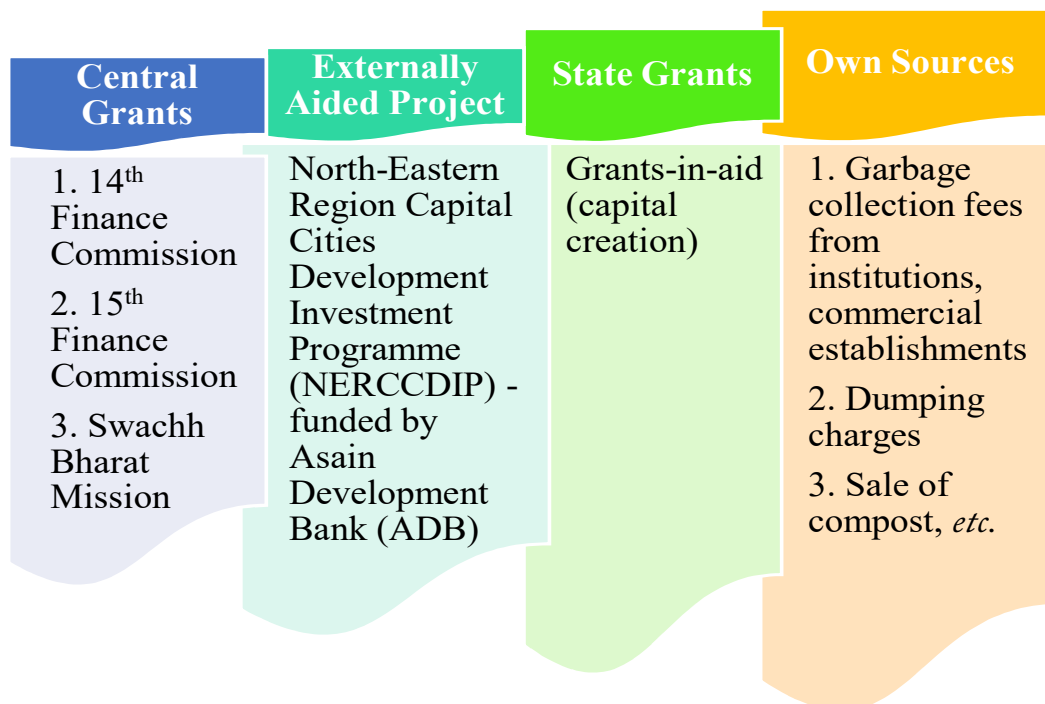 Central
Grants
1. 14th
Finance
Commission
2. 15th
Finance
Commission
3. Swachh
Bharat
Mission
Externally
Aided Project
North-Eastern
Region Capital
Cities
Development
Investment
Programme
(NERCCDIP) -
funded by
Asain
Development
Bank (ADB)
State Grants
Grants-in-aid
(capital
creation)
Own Sources
1. Garbage
collection fees
from
institutions,
commercial
establishments
2. Dumping
charges
3. Sale of
compost, etc.